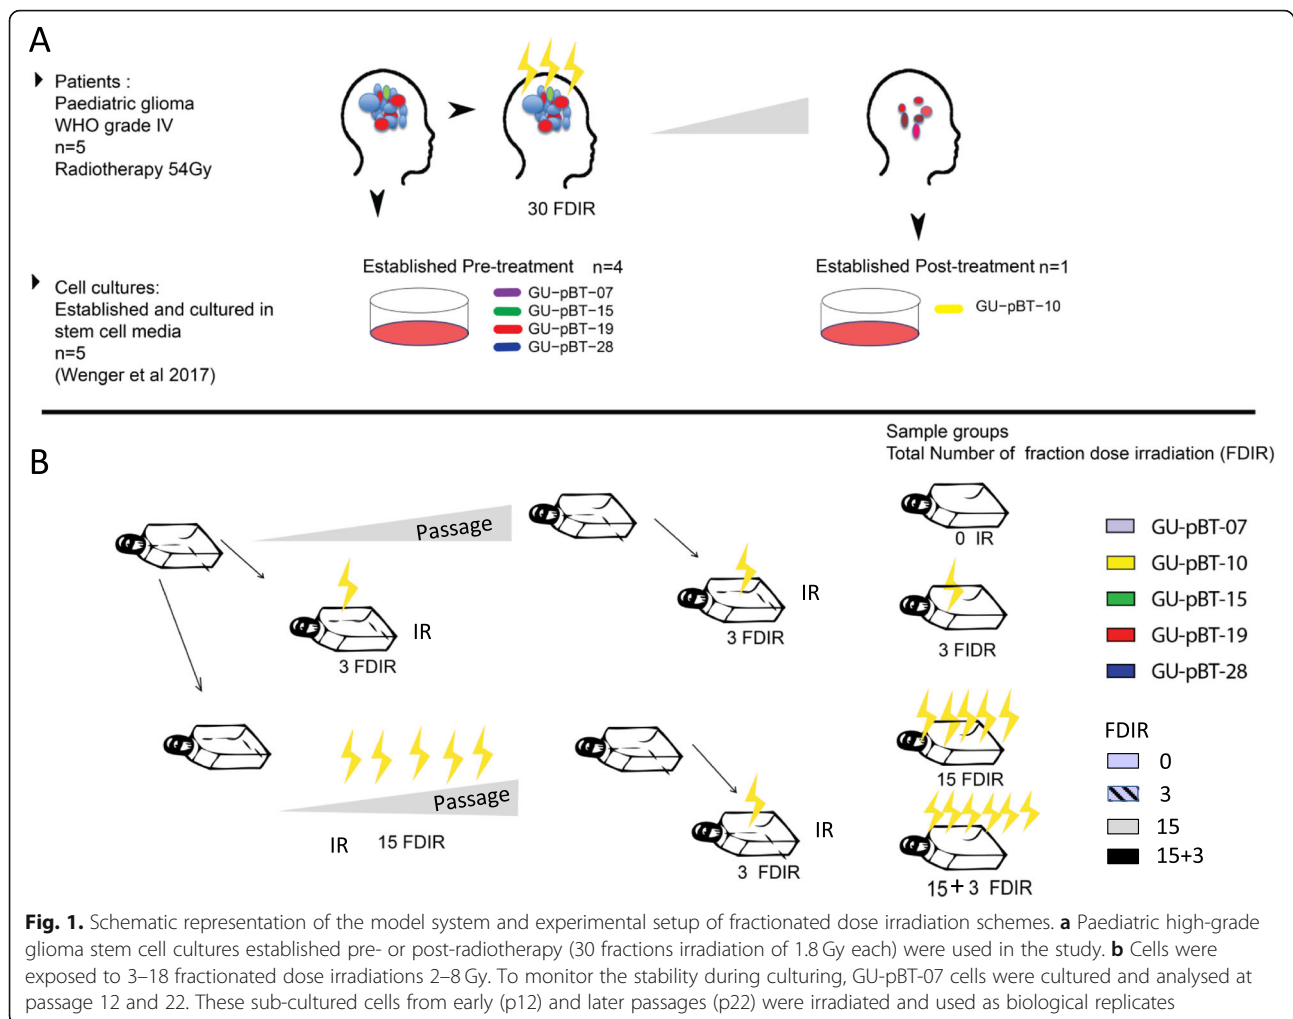 A
Patients :
Paediatric glioma
WHO grade IV
n=5
Radiotherapy 54Gy
30 FDIR
Established Pre-treatment n=4
GU-pBT-07
GU-pBT-15
GU-pBT-19
GU-pBT-28
Established Post-treatment n=1
GU-pBT-10
Cell cultures:
Established and cultured in
stem cell media
n=5
(Wenger et al 2017)
B
Sample groups
Total Number of fraction dose irradiation (FDIR)
Passage
IR
3 FDIR
IR
3 FDIR
Passage
IR 15 FDIR
IR
3 FDIR
0 IR
3 FIDR
15 FDIR
15+3 FDIR
GU-pBT-07
GU-pBT-10
GU-pBT-15
GU-pBT-19
GU-pBT-28
FDIR
0
3
15
15+3
Fig. 1. Schematic representation of the model system and experimental setup of fractionated dose irradiation schemes. a Paediatric high-grade
glioma stem cell cultures established pre- or post-radiotherapy (30 fractions irradiation of 1.8 Gy each) were used in the study. b Cells were
exposed to 3–18 fractionated dose irradiations 2–8 Gy. To monitor the stability during culturing, GU-pBT-07 cells were cultured and analysed at
passage 12 and 22. These sub-cultured cells from early (p12) and later passages (p22) were irradiated and used as biological replicates